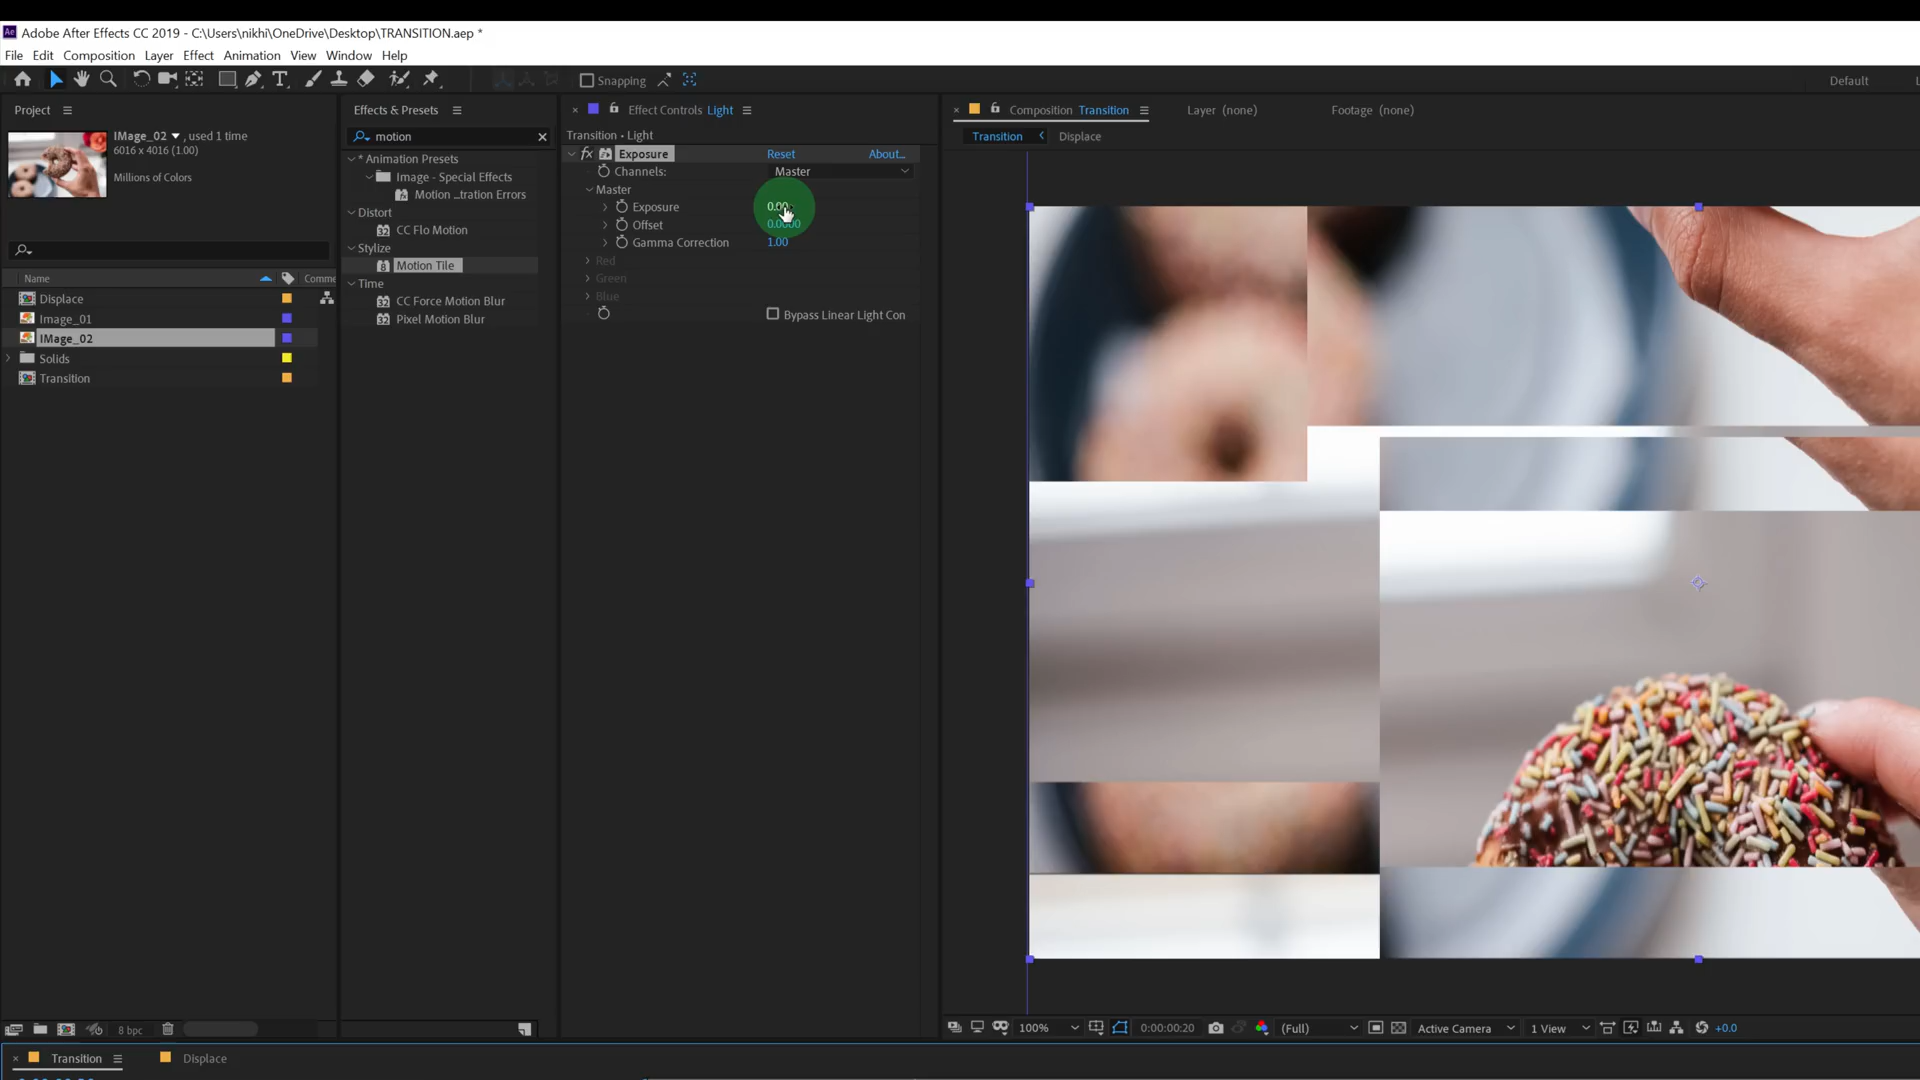 Adobe After Effects CC 2019 - C:\Users\nikhi\OneDrive\Desktop\TRANSITION.aep *
File Edit Composition Layer Effect Animation View Window Help
Snapping
Default
Project
IMage_02 , used 1 time
6016 x 4016 (1.00)
Millions of Colors
Name
Comme
Displace
Image_01
IMage_02
Solids
Transition
8 bpc
Effects & Presets
motion
* Animation Presets
Image - Special Effects
Motion ...tration Errors
Distort
CC Flo Motion
Stylize
Motion Tile
Time
CC Force Motion Blur
Pixel Motion Blur
Effect Controls Light
Transition • Light
fx Exposure Reset About...
Channels: Master
Master
Exposure 0.00
Offset 0.0000
Gamma Correction 1.00
Red
Green
Blue
Bypass Linear Light Con
Composition Transition
Layer (none)
Footage (none)
Transition
Displace
100%
0:00:00:20
(Full)
Active Camera
1 View
+0.0
Transition
Displace